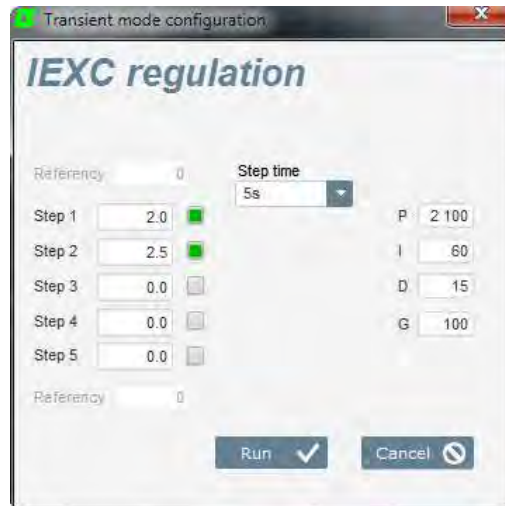 Transient mode configuration
IEXC regulation
Referency 0
Step time
5s
Step 1 2.0
P 2 100
Step 2 2.5
I 60
Step 3 0.0
D 15
Step 4 0.0
G 100
Step 5 0.0
Referency 0
Run
Cancel